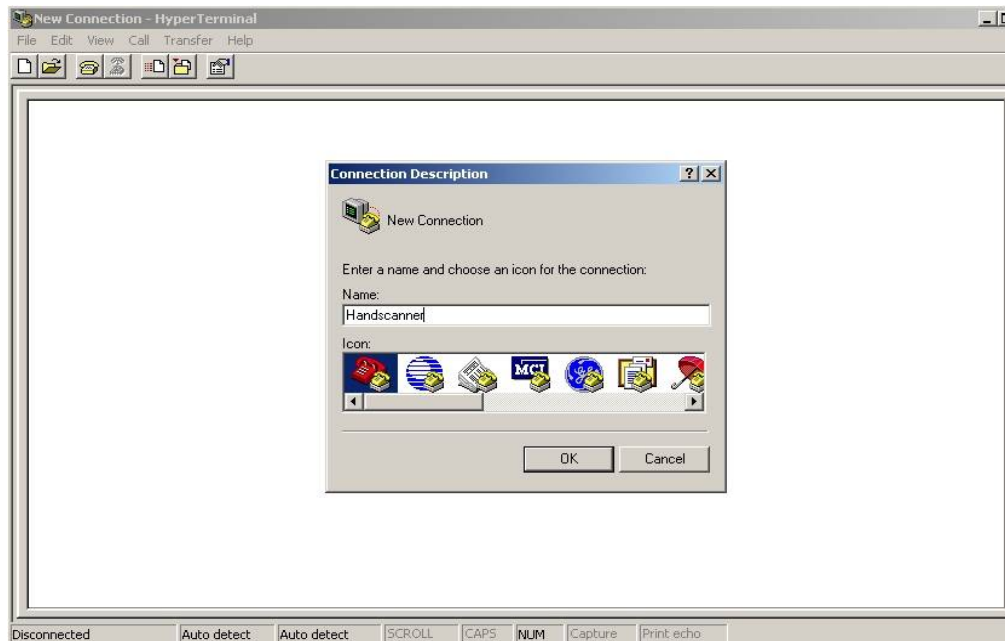 New Connection - HyperTerminal
File Edit View Call Transfer Help
Connection Description
New Connection
Enter a name and choose an icon for the connection:
Name:
Handscanner
Icon:
MCI
OK Cancel
Disconnected Auto detect Auto detect SCROLL CAPS NUM Capture Print echo